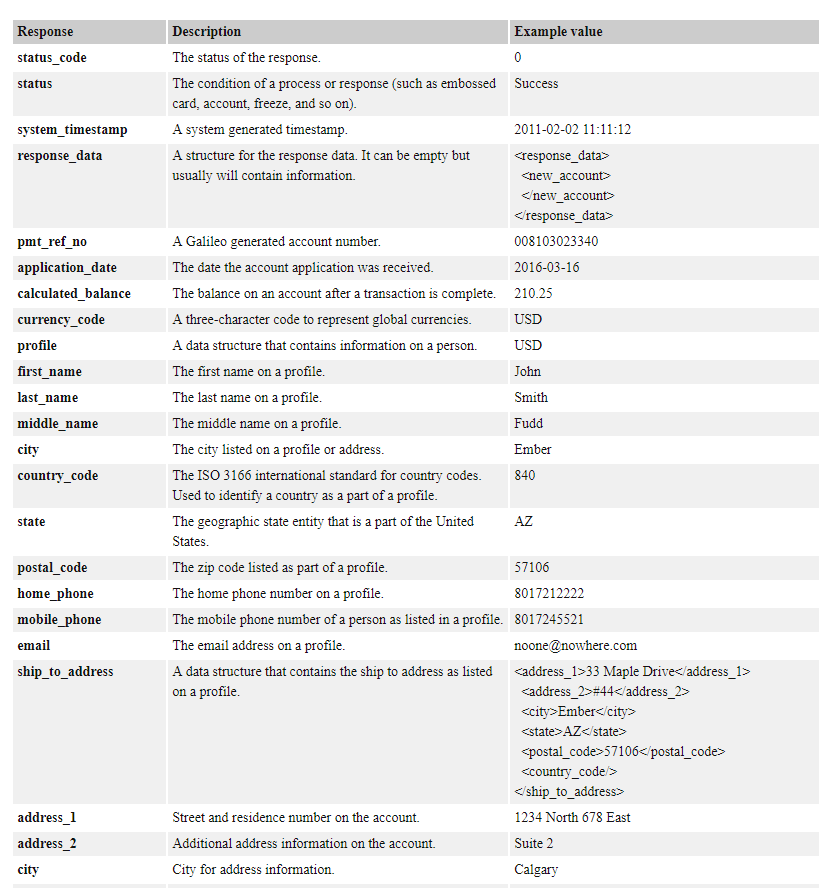 Response Description Example value
status_code The status of the response. 0
status The condition of a process or response (such as embossed Success
card, account, freeze, and so on).
system_timestamp A system generated timestamp. 2011-02-02 11:11:12
response_data A structure for the response data. It can be empty but <response_data>
usually will contain information. <new_account>
</new_account>
</response_data>
pmt_ref_no A Galileo generated account number. 008103023340
application_date The date the account application was received. 2016-03-16
calculated_balance The balance on an account after a transaction is complete. 210.25
currency_code A three-character code to represent global currencies. USD
profile A data structure that contains information on a person. USD
first_name The first name on a profile. John
last_name The last name on a profile. Smith
middle_name The middle name on a profile. Fudd
city The city listed on a profile or address. Ember
country_code The ISO 3166 international standard for country codes. 840
Used to identify a country as a part of a profile.
state The geographic state entity that is a part of the United AZ
States.
postal_code The zip code listed as part of a profile. 57106
home_phone The home phone number on a profile. 8017212222
mobile_phone The mobile phone number of a person as listed in a profile. 8017245521
email The email address on a profile. noone@nowhere.com
ship_to_address A data structure that contains the ship to address as listed <address_1>33 Maple Drive</address_1>
on a profile. <address_2>#44</address_2>
<city>Ember</city>
<state>AZ</state>
<postal_code>57106</postal_code>
<country_code/>
</ship_to_address>
address_1 Street and residence number on the account. 1234 North 678 East
address_2 Additional address information on the account. Suite 2
city City for address information. Calgary